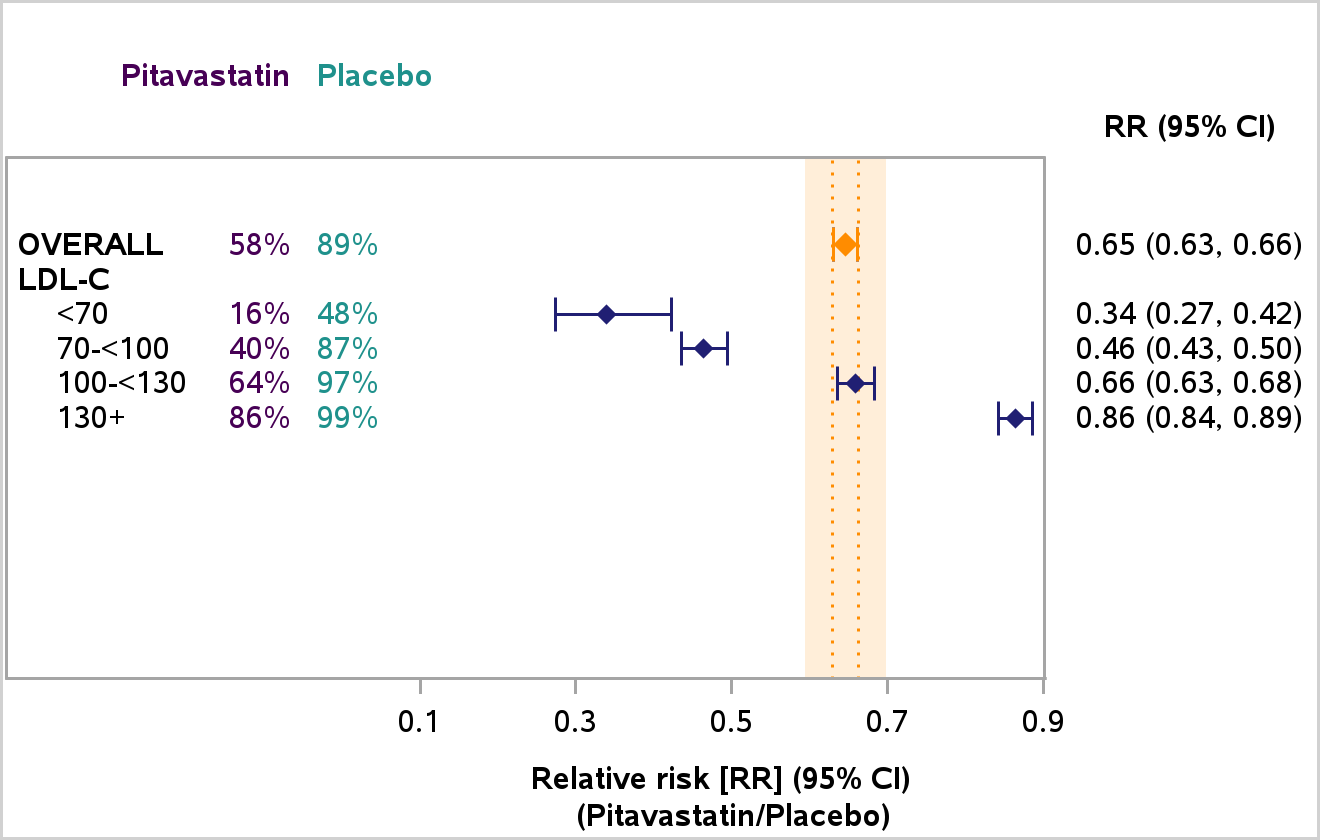 Pitavastatin Placebo
RR (95% CI)
OVERALL 58% 89% 0.65 (0.63, 0.66)
LDL-C
<70 16% 48% 0.34 (0.27, 0.42)
70-<100 40% 87% 0.46 (0.43, 0.50)
100-<130 64% 97% 0.66 (0.63, 0.68)
130+ 86% 99% 0.86 (0.84, 0.89)
0.1 0.3 0.5 0.7 0.9
Relative risk [RR] (95% CI)
(Pitavastatin/Placebo)